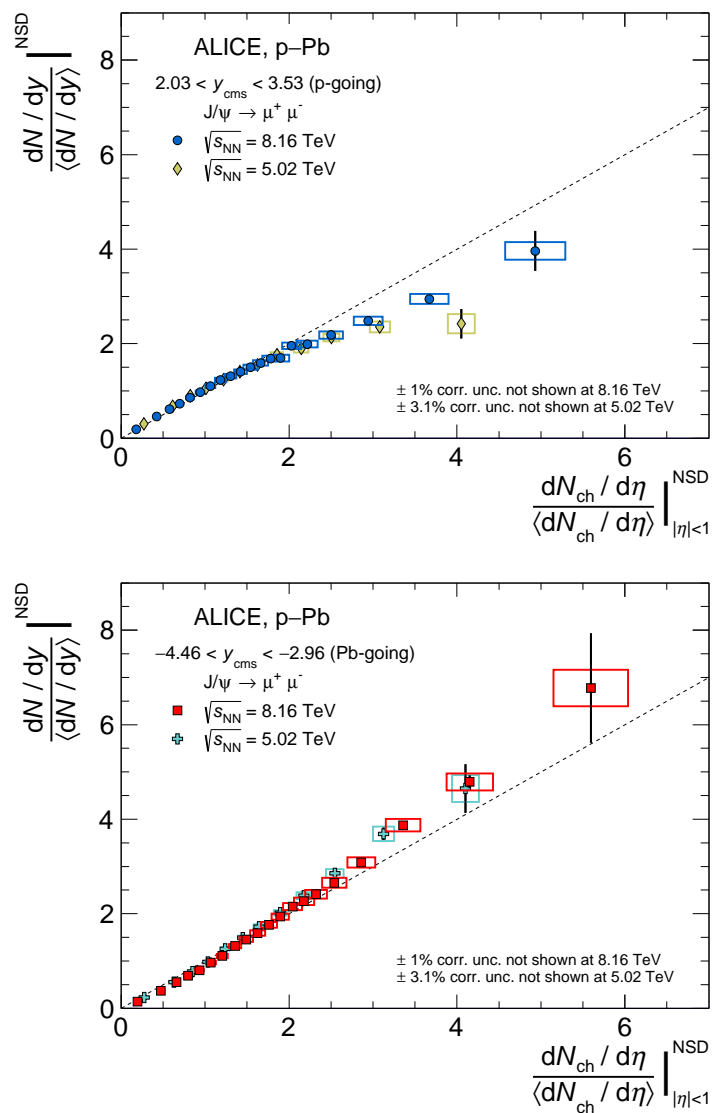 dN / dy
⟨dN / dy⟩
NSD
8
6
4
2
0
ALICE, p–Pb
2.03 < y_cms < 3.53 (p-going)
J/ψ → μ⁺ μ⁻
√s_NN = 8.16 TeV
√s_NN = 5.02 TeV
± 1% corr. unc. not shown at 8.16 TeV
± 3.1% corr. unc. not shown at 5.02 TeV
0 2 4 6
dN_ch / dη
⟨dN_ch / dη⟩
NSD
|η|<1
dN / dy
⟨dN / dy⟩
NSD
8
6
4
2
0
ALICE, p–Pb
−4.46 < y_cms < −2.96 (Pb-going)
J/ψ → μ⁺ μ⁻
√s_NN = 8.16 TeV
√s_NN = 5.02 TeV
± 1% corr. unc. not shown at 8.16 TeV
± 3.1% corr. unc. not shown at 5.02 TeV
0 2 4 6
dN_ch / dη
⟨dN_ch / dη⟩
NSD
|η|<1